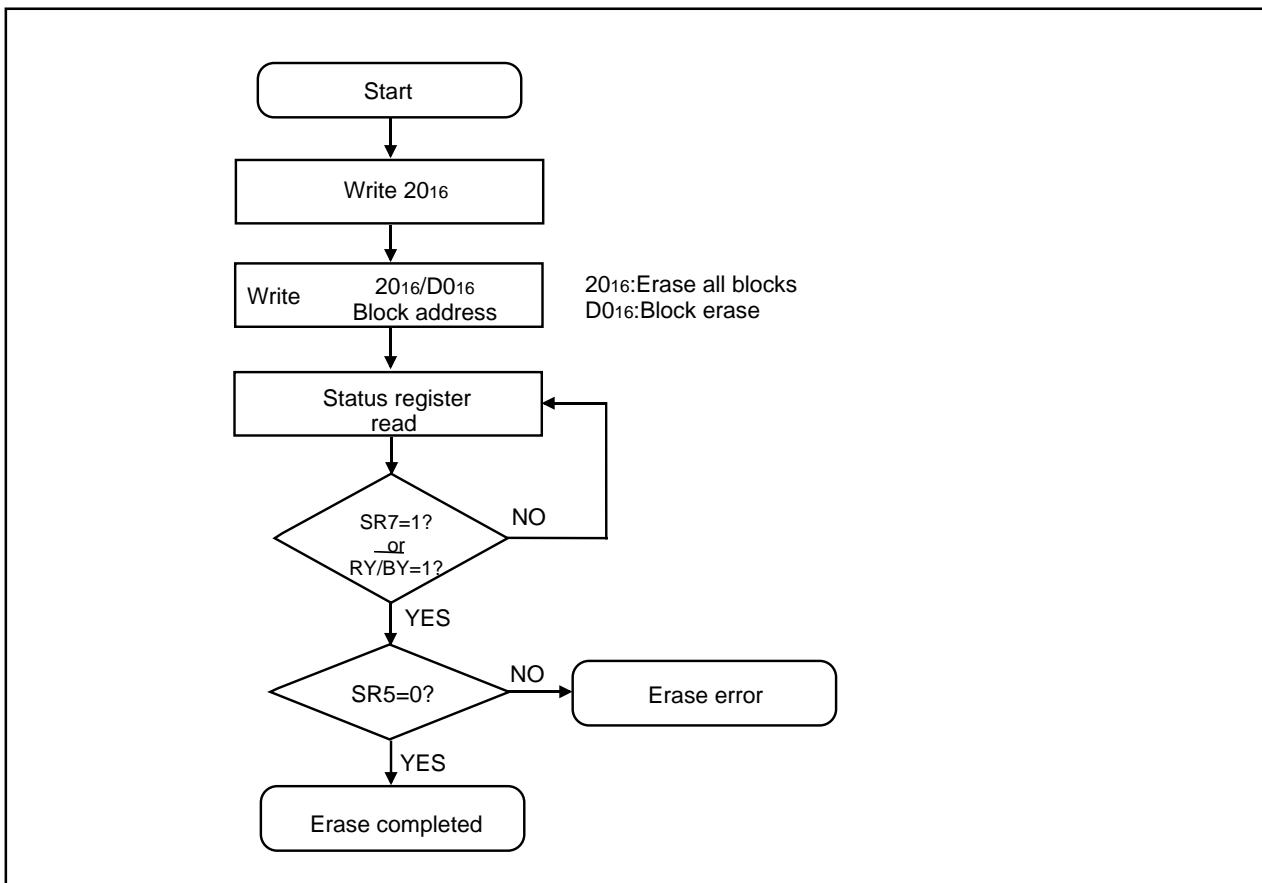 Start
Write 2016
Write 2016/D016
Block address
2016:Erase all blocks
D016:Block erase
Status register
read
SR7=1?
or
RY/BY=1?
NO
YES
SR5=0?
NO
Erase error
YES
Erase completed